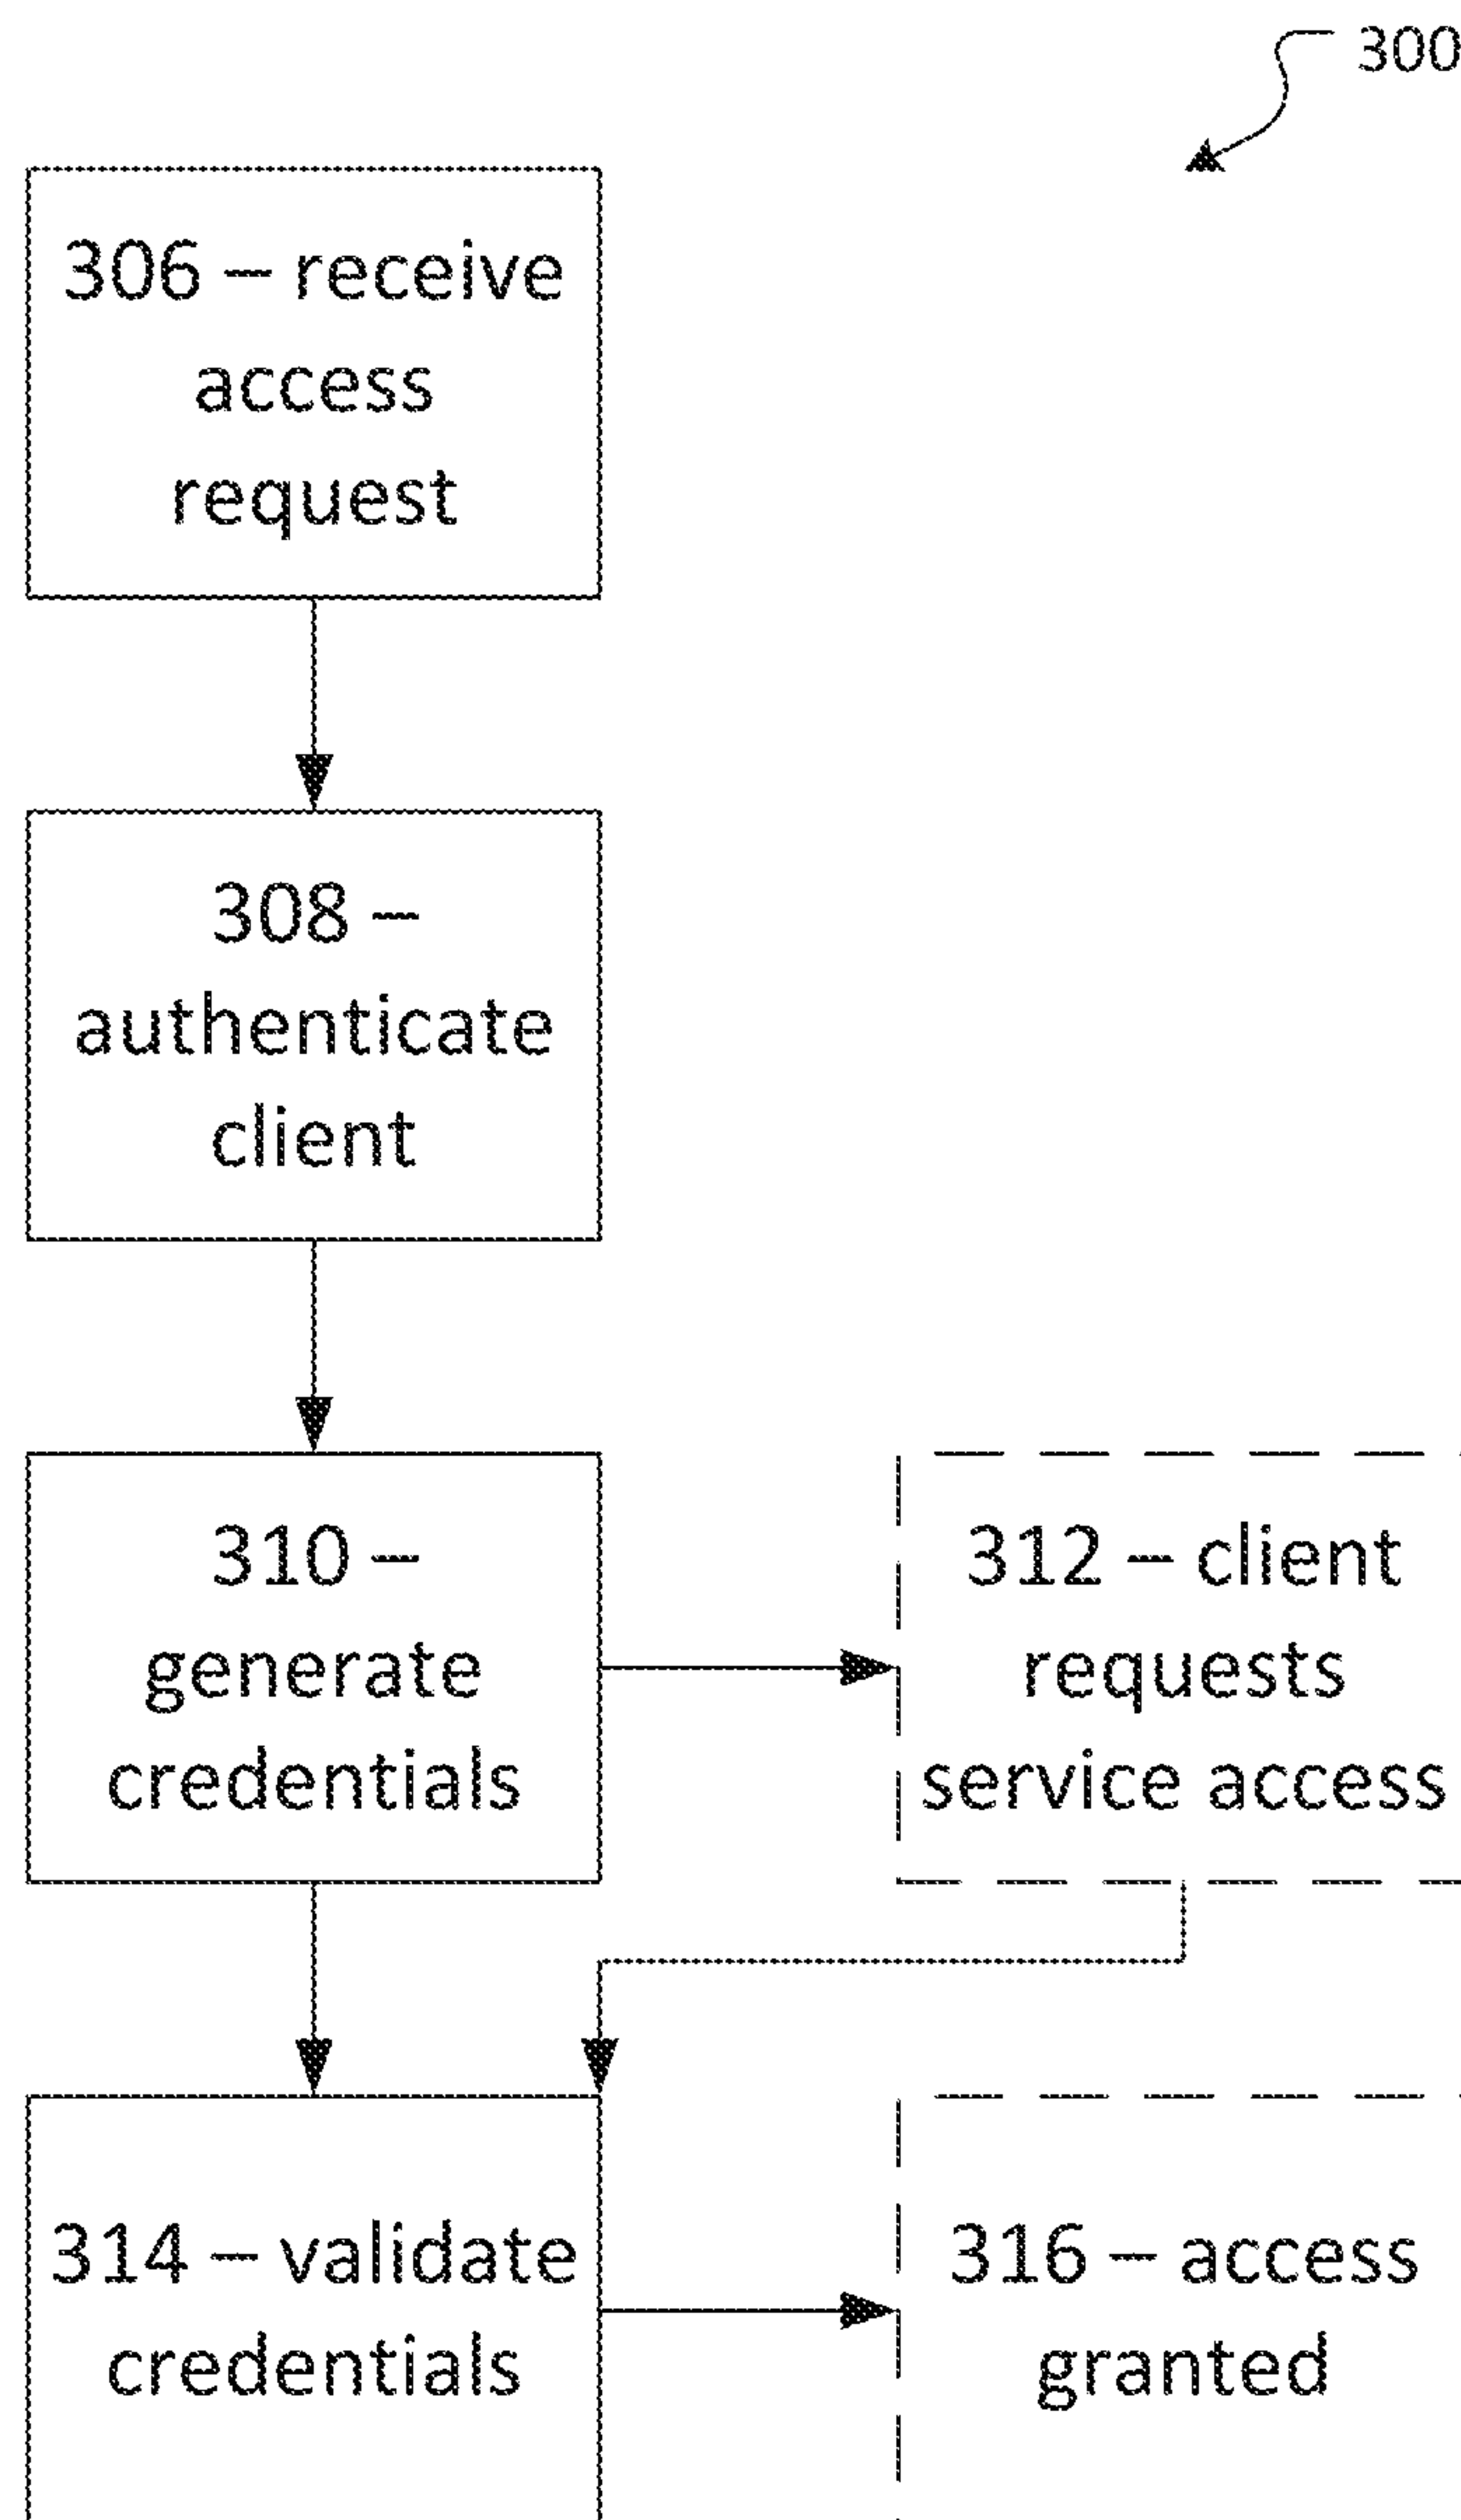 300
306 – receive
access
request
308 –
authenticate
client
310 –
generate
credentials
312 – client
requests
service access
314 – validate
credentials
316 – access
granted